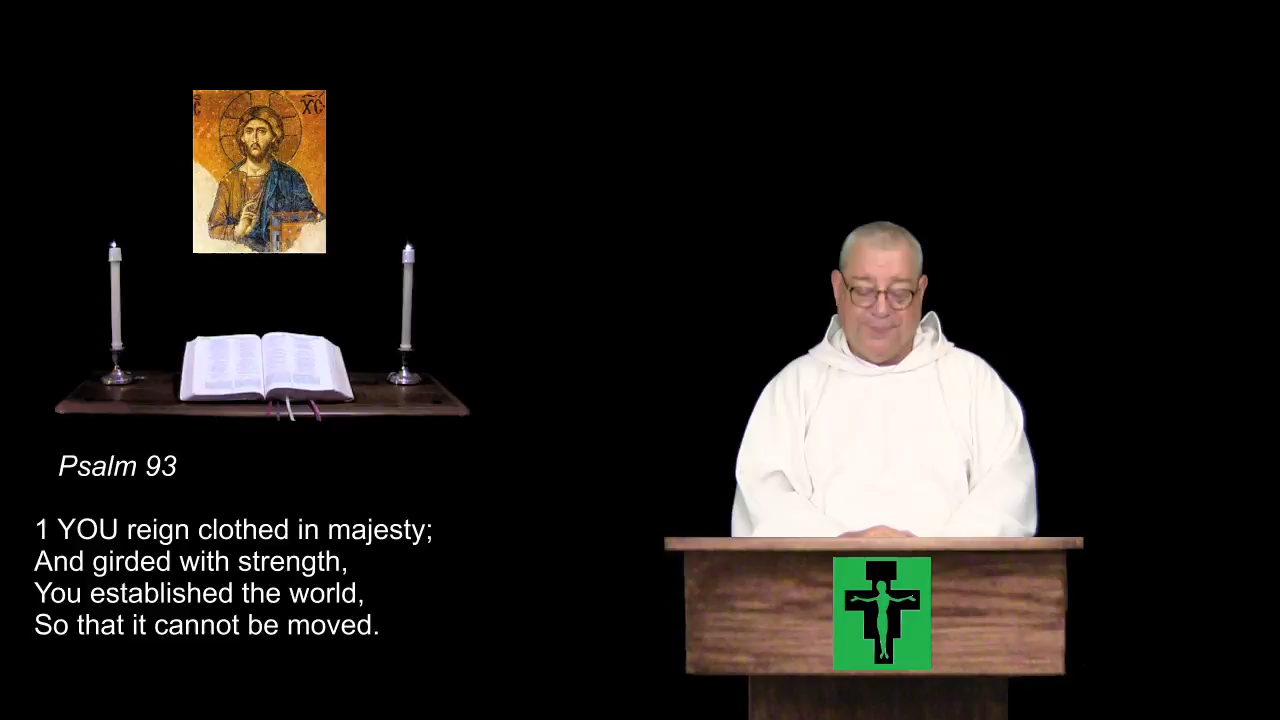 C XC
Psalm 93
1 YOU reign clothed in majesty;
And girded with strength,
You established the world,
So that it cannot be moved.